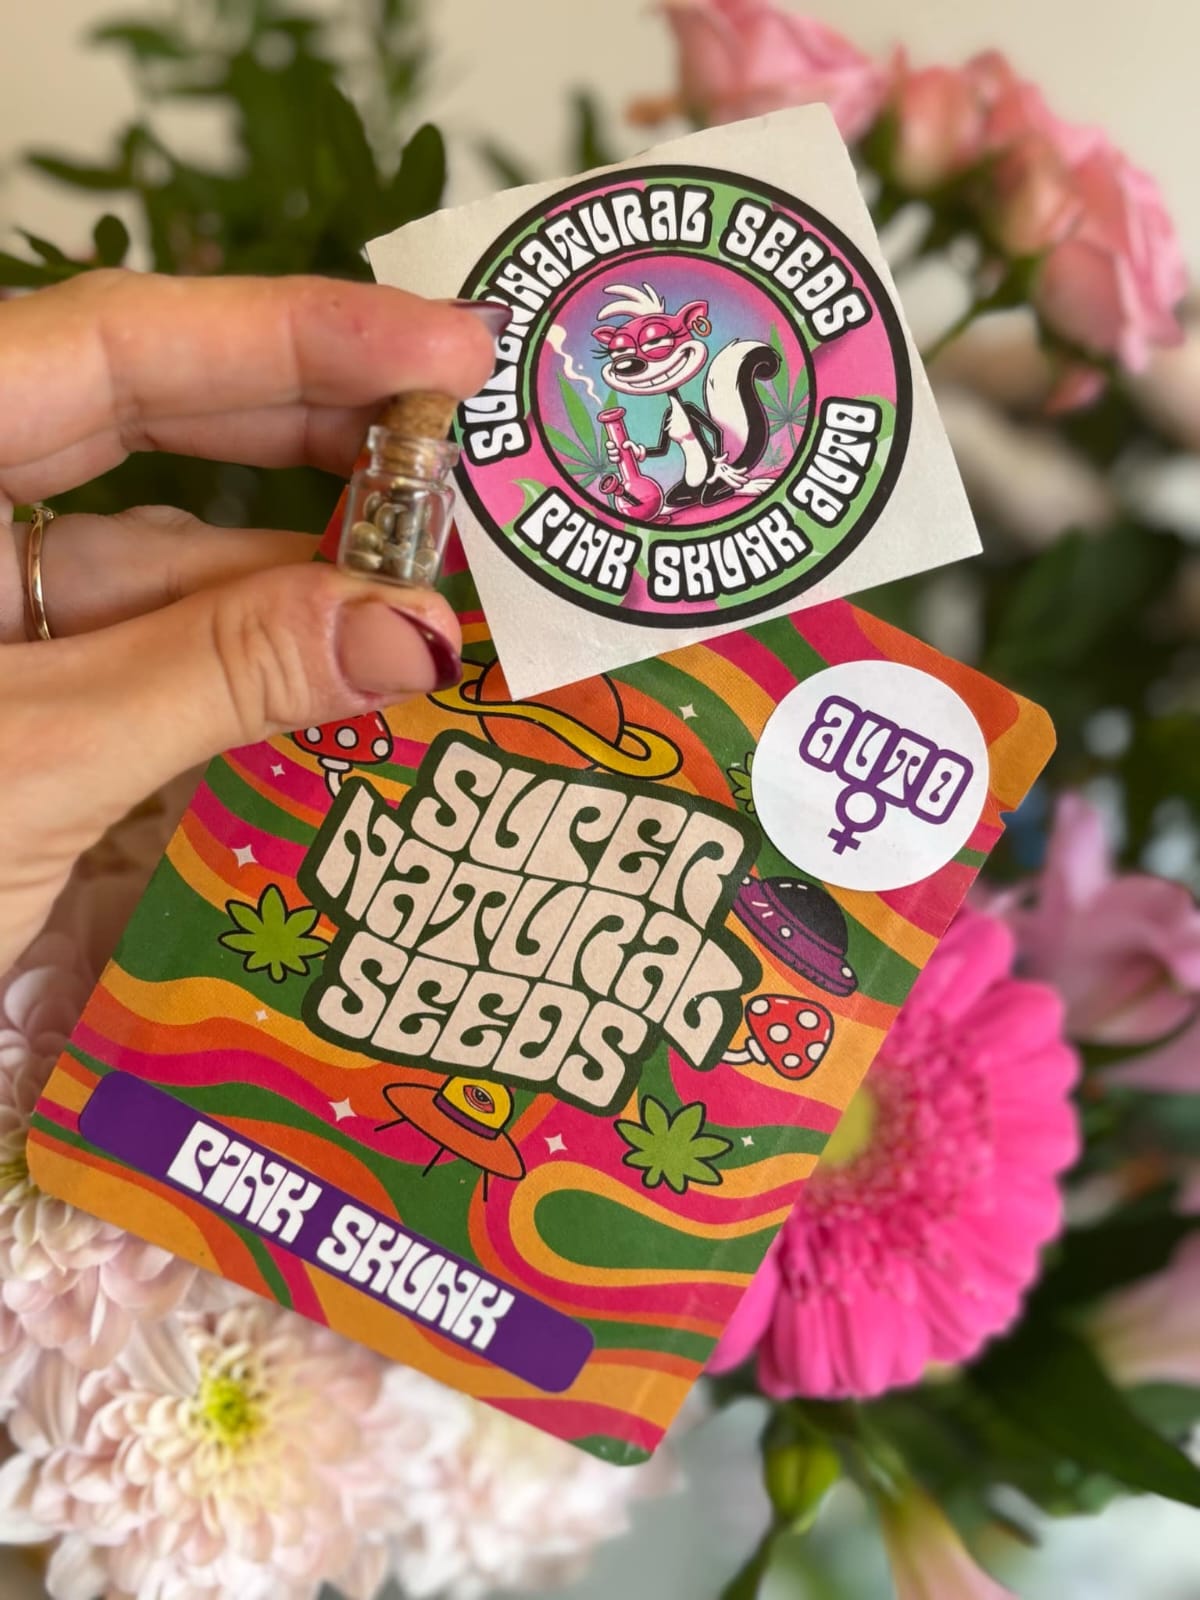 SUPERNATURAL SEEDS
PINK SKUNK AUTO
AUTO
SUPER
NATURAL
SEEDS
PINK SKUNK